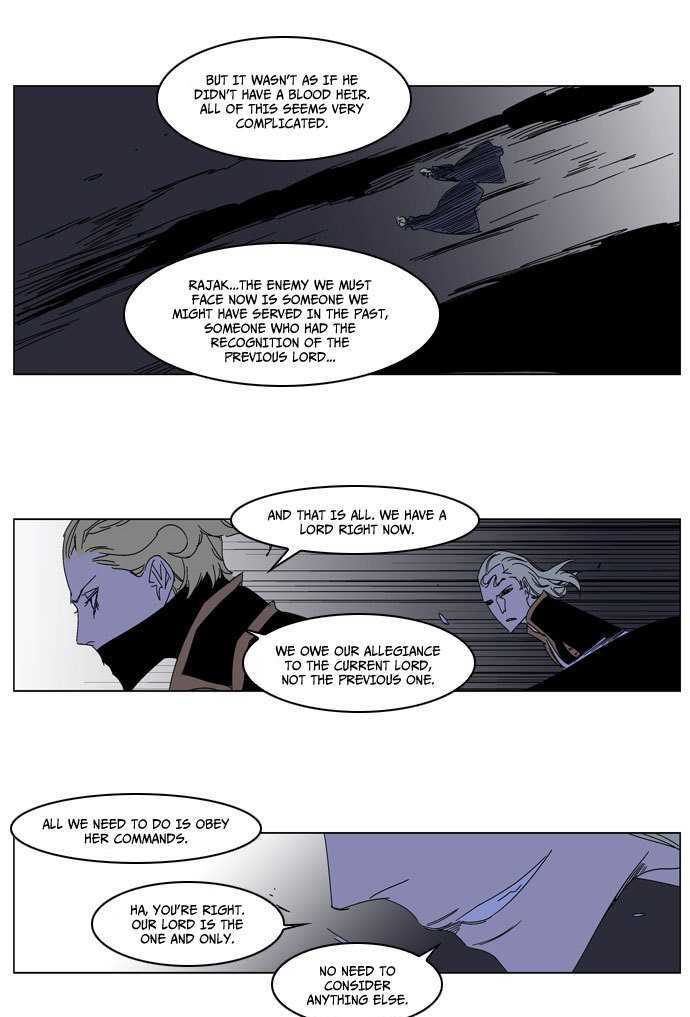 BUT IT WASN'T AS IF HE
DIDN'T HAVE A BLOOD HEIR.
ALL OF THIS SEEMS VERY
COMPLICATED.
RAJAK...THE ENEMY WE MUST
FACE NOW IS SOMEONE WE
MIGHT HAVE SERVED IN THE PAST,
SOMEONE WHO HAD THE
RECOGNITION OF THE
PREVIOUS LORD...
AND THAT IS ALL. WE HAVE A
LORD RIGHT NOW.
WE OWE OUR ALLEGIANCE
TO THE CURRENT LORD,
NOT THE PREVIOUS ONE.
ALL WE NEED TO DO IS OBEY
HER COMMANDS.
HA, YOU'RE RIGHT.
OUR LORD IS THE
ONE AND ONLY.
NO NEED TO
CONSIDER
ANYTHING ELSE.